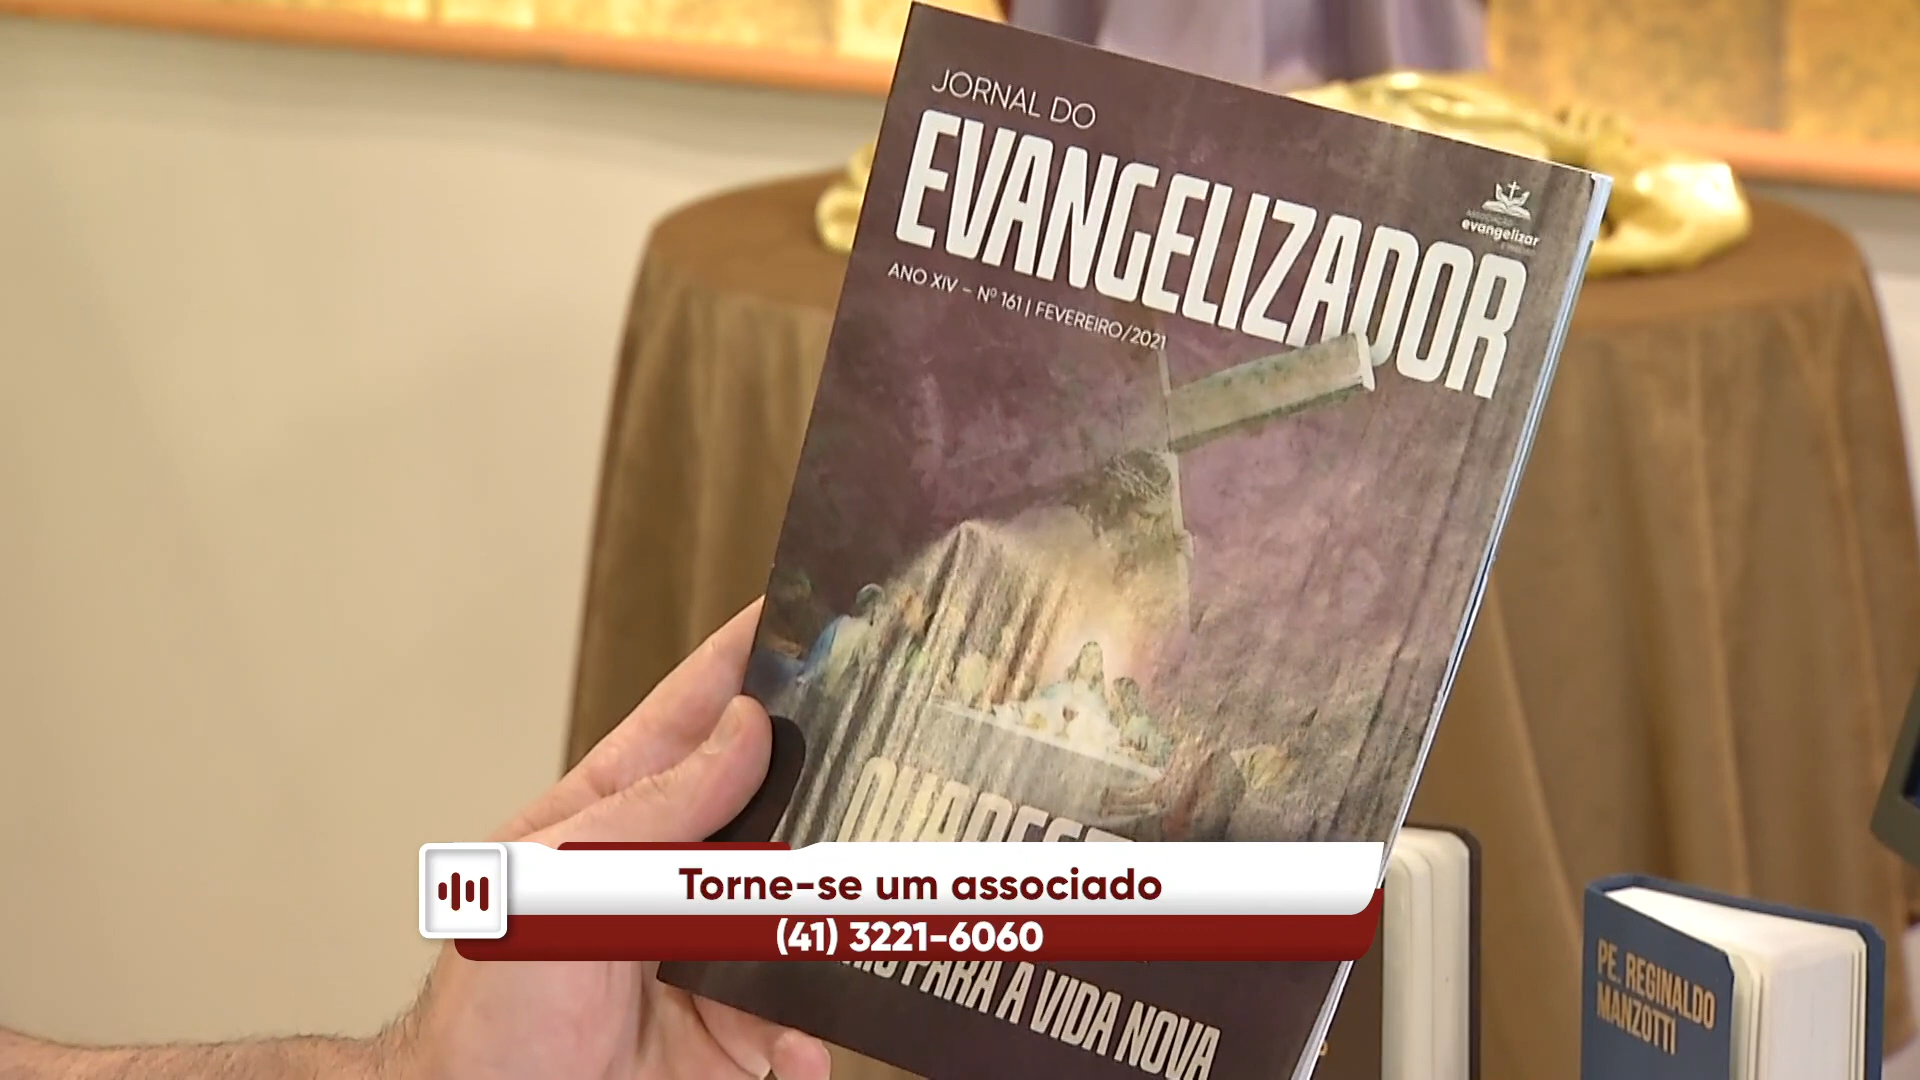 JORNAL DO
EVANGELIZADOR
evangelizar
ANO XIV - Nº 161 | FEVEREIRO/2021
Torne-se um associado
(41) 3221-6060
PARA A VIDA NOVA
PE. REGINALDO
MANZOTTI